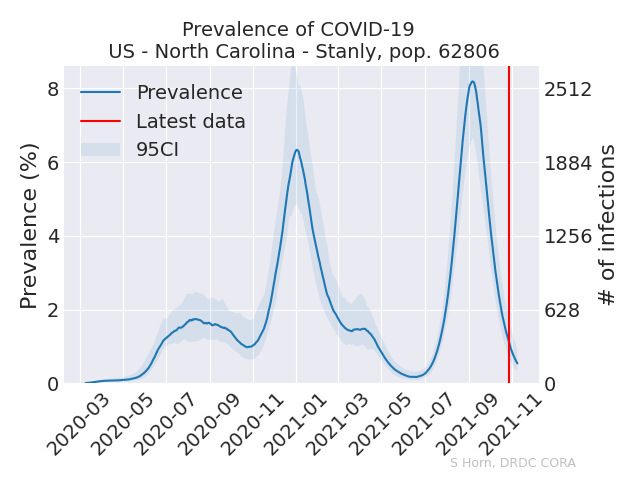 Prevalence of COVID-19
US - North Carolina - Stanly, pop. 62806
Prevalence
Latest data
95CI
Prevalence (%)
8
6
4
2
0
2512
1884
1256
628
0
# of infections
2020-03
2020-05
2020-07
2020-09
2020-11
2021-01
2021-03
2021-05
2021-07
2021-09
2021-11
S Horn, DRDC CORA